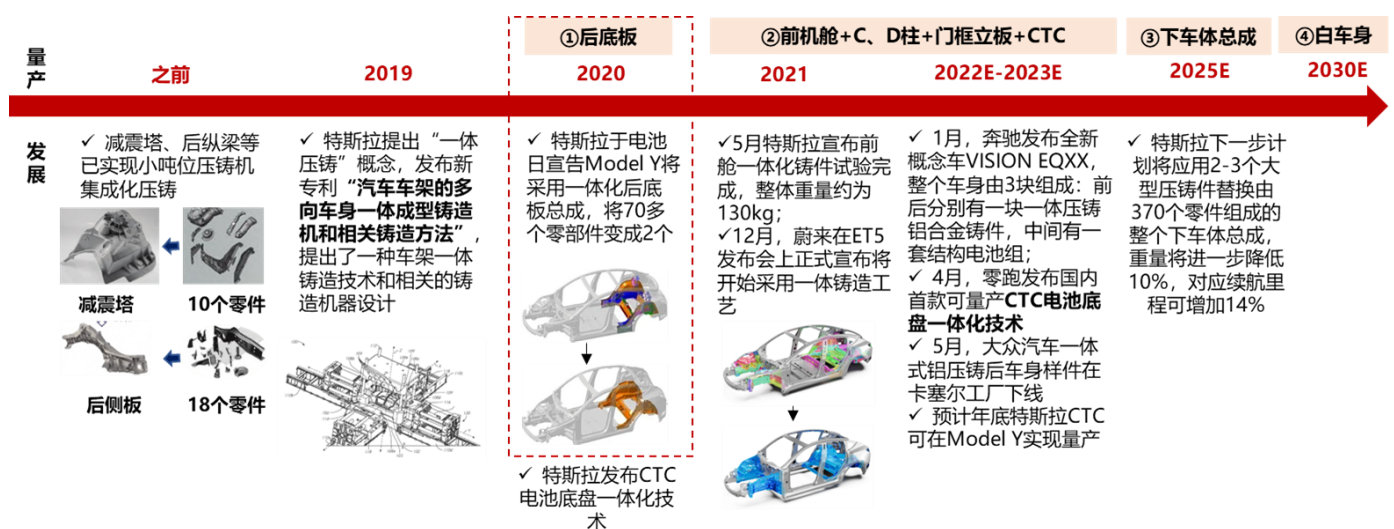 ①后底板
②前机舱+C、D柱+门框立板+CTC
③下车体总成
④白车身
量产
之前
2019
2020
2021
2022E-2023E
2025E
2030E
发展
✓ 减震塔、后纵梁等
已实现小吨位压铸机
集成化压铸
减震塔
10个零件
后侧板
18个零件
✓ 特斯拉提出“一体
压铸”概念，发布新
专利“汽车车架的多
向车身一体成型铸造
机和相关铸造方法”，
提出了一种车架一体
铸造技术和相关的铸
造机器设计
✓ 特斯拉于电池
日宣告Model Y将
采用一体化后底
板总成，将70多
个零部件变成2个
✓ 特斯拉发布CTC
电池底盘一体化技
术
✓5月特斯拉宣布前
舱一体化铸件试验完
成，整体重量约为
130kg；
✓12月，蔚来在ET5
发布会上正式宣布将
开始采用一体铸造工
艺
✓ 1月，奔驰发布全新
概念车VISION EQXX，
整个车身由3块组成：前
后分别有一块一体压铸
铝合金铸件，中间有一
套结构电池组；
✓ 4月，零跑发布国内
首款可量产CTC电池底
盘一体化技术
✓ 5月，大众汽车一体
式铝压铸后车身样件在
卡塞尔工厂下线
✓ 预计年底特斯拉CTC
可在Model Y实现量产
✓ 特斯拉下一步计
划将应用2-3个大
型压铸件替换由
370个零件组成的
整个下车体总成，
重量将进一步降低
10%，对应续航里
程可增加14%